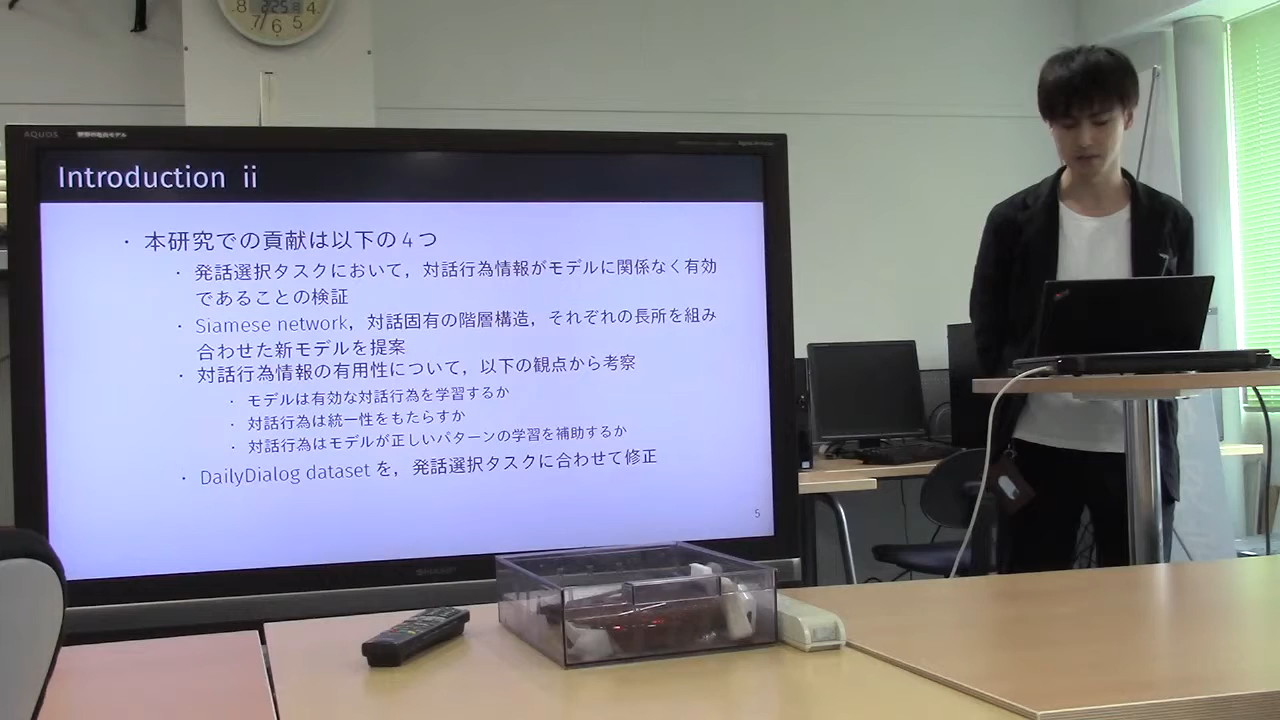 AQUOS
Introduction ii
・ 本研究での貢献は以下の4つ
・ 発話選択タスクにおいて，対話行為情報がモデルに関係なく有効
であることの検証
・ Siamese network，対話固有の階層構造，それぞれの長所を組み
合わせた新モデルを提案
・ 対話行為情報の有用性について，以下の観点から考察
・ モデルは有効な対話行為を学習するか
・ 対話行為は統一性をもたらすか
・ 対話行為はモデルが正しいパターンの学習を補助するか
・ DailyDialog dataset を，発話選択タスクに合わせて修正
5
SHARP
8 7 6 5 4